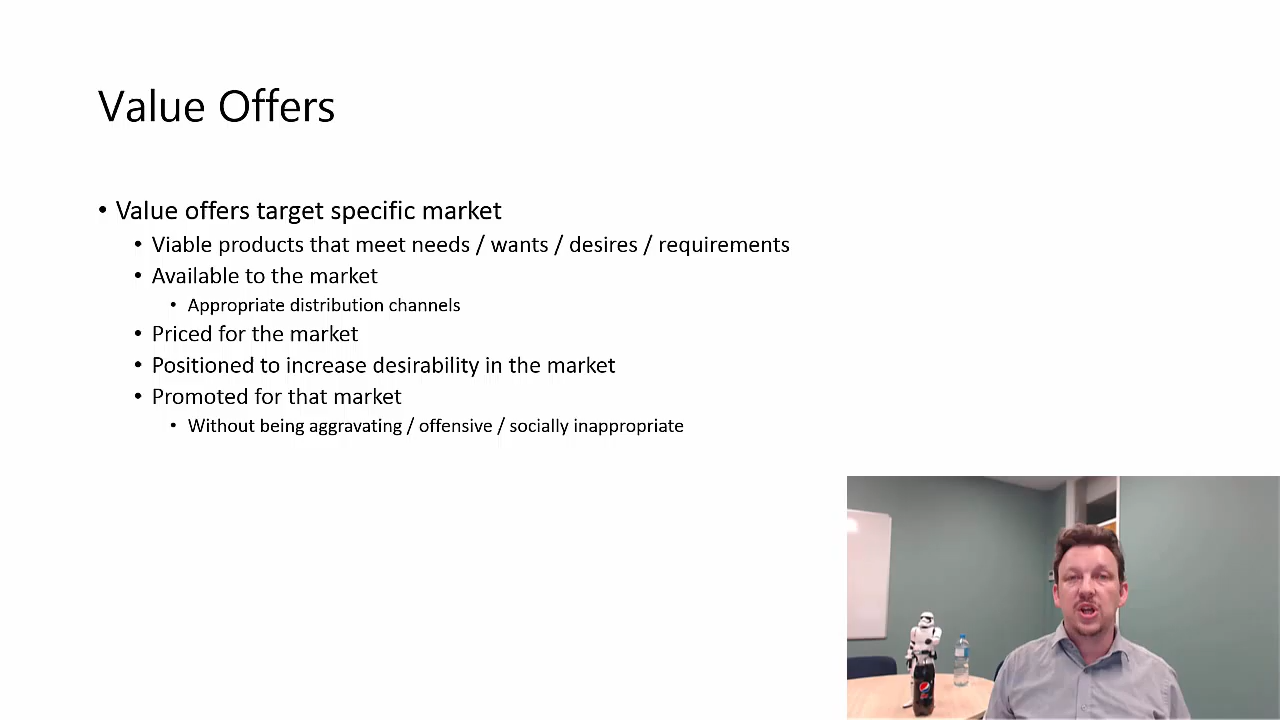 Value Offers
• Value offers target specific market
• Viable products that meet needs / wants / desires / requirements
• Available to the market
• Appropriate distribution channels
• Priced for the market
• Positioned to increase desirability in the market
• Promoted for that market
• Without being aggravating / offensive / socially inappropriate